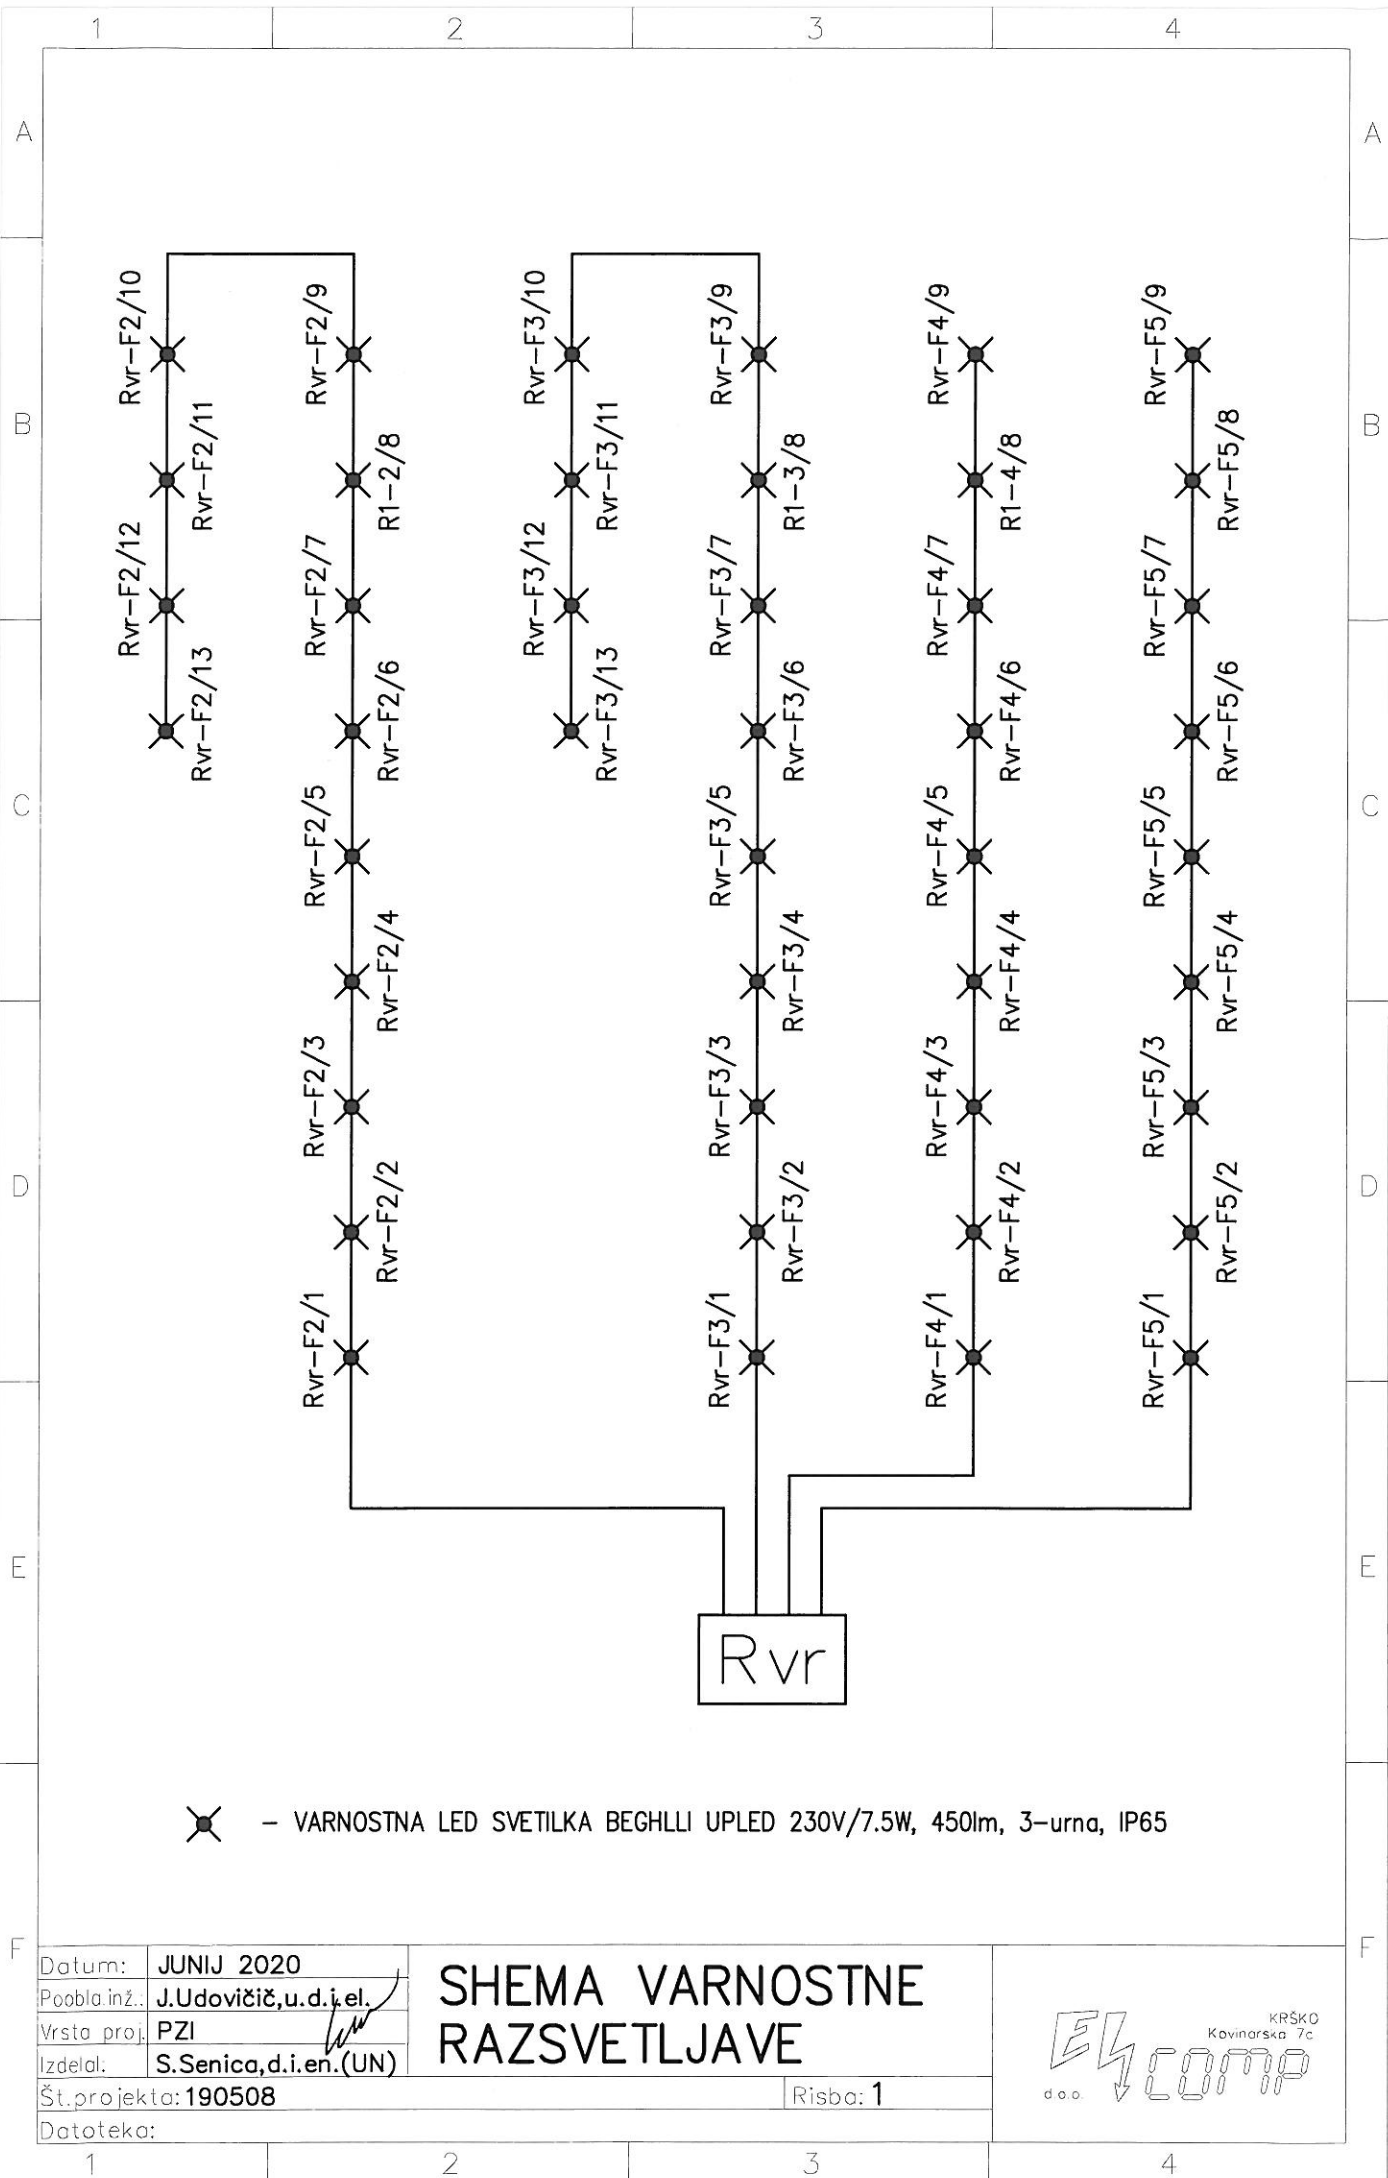 1 2 3 4
A A
Rvr-F2/10
Rvr-F2/9
Rvr-F3/10
Rvr-F3/9
Rvr-F4/9
Rvr-F5/9
B B
Rvr-F2/11
R1-2/8
Rvr-F3/11
R1-3/8
R1-4/8
Rvr-F5/8
Rvr-F2/12
Rvr-F2/7
Rvr-F3/12
Rvr-F3/7
Rvr-F4/7
Rvr-F5/7
Rvr-F2/13
Rvr-F2/6
Rvr-F3/13
Rvr-F3/6
Rvr-F4/6
Rvr-F5/6
C C
Rvr-F2/5
Rvr-F3/5
Rvr-F4/5
Rvr-F5/5
Rvr-F2/4
Rvr-F3/4
Rvr-F4/4
Rvr-F5/4
Rvr-F2/3
Rvr-F3/3
Rvr-F4/3
Rvr-F5/3
D D
Rvr-F2/2
Rvr-F3/2
Rvr-F4/2
Rvr-F5/2
Rvr-F2/1
Rvr-F3/1
Rvr-F4/1
Rvr-F5/1
E E
Rvr
- VARNOSTNA LED SVETILKA BEGHLLI UPLED 230V/7.5W, 450lm, 3-urna, IP65
F F
Datum: JUNIJ 2020
Poobla.inž.: J.Udovičič,u.d.i.el.
Vrsta proj. PZI
Izdelal: S.Senica,d.i.en.(UN)
SHEMA VARNOSTNE
RAZSVETLJAVE
Št.projekta: 190508
Risba: 1
Datoteka:
KRŠKO
Kovinarska 7c
ELCOMP
d.o.o.
1 2 3 4